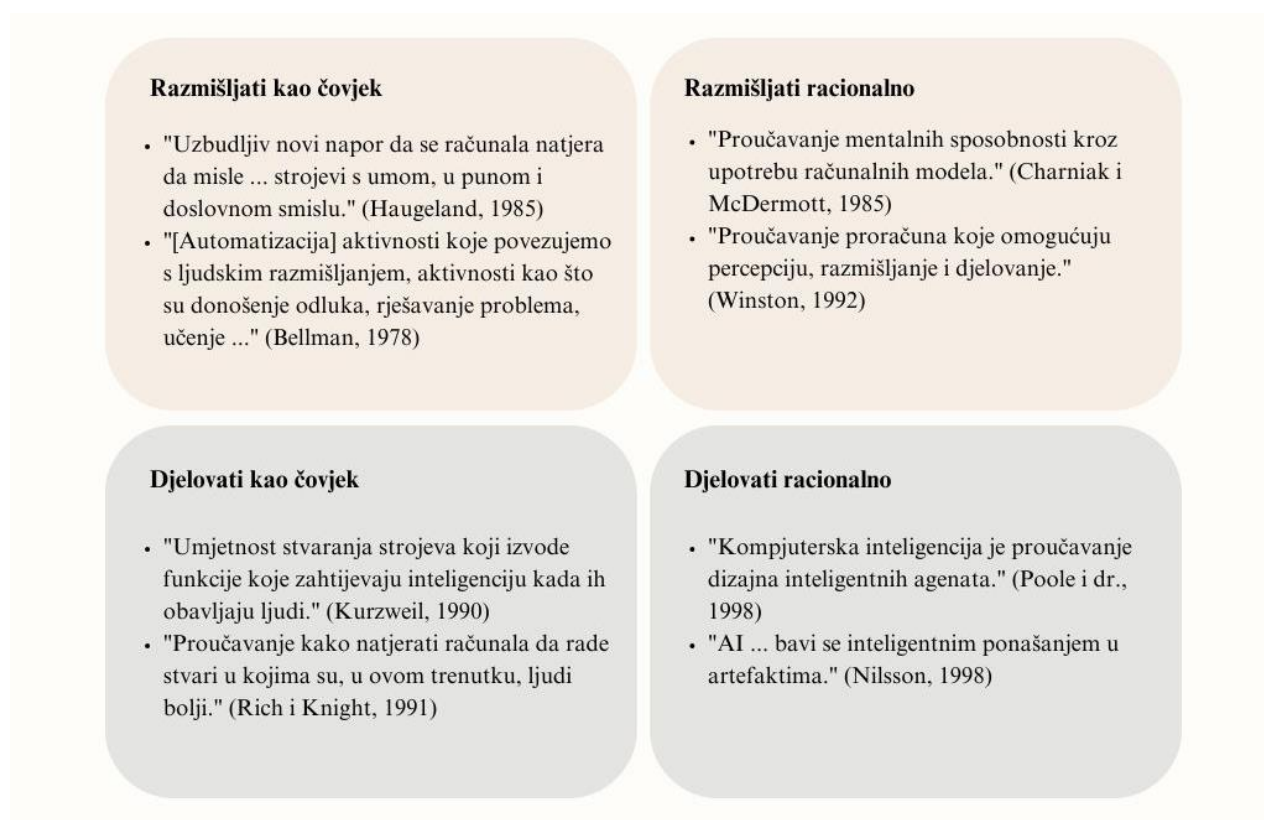 Razmišljati kao čovjek
• "Uzbudljiv novi napor da se računala natjera
da misle ... strojevi s umom, u punom i
doslovnom smislu." (Haugeland, 1985)
• "[Automatizacija] aktivnosti koje povezujemo
s ljudskim razmišljanjem, aktivnosti kao što
su donošenje odluka, rješavanje problema,
učenje ..." (Bellman, 1978)
Razmišljati racionalno
• "Proučavanje mentalnih sposobnosti kroz
upotrebu računalnih modela." (Charniak i
McDermott, 1985)
• "Proučavanje proračuna koje omogućuju
percepciju, razmišljanje i djelovanje."
(Winston, 1992)
Djelovati kao čovjek
• "Umjetnost stvaranja strojeva koji izvode
funkcije koje zahtijevaju inteligenciju kada ih
obavljaju ljudi." (Kurzweil, 1990)
• "Proučavanje kako natjerati računala da rade
stvari u kojima su, u ovom trenutku, ljudi
bolji." (Rich i Knight, 1991)
Djelovati racionalno
• "Kompjuterska inteligencija je proučavanje
dizajna inteligentnih agenata." (Poole i dr.,
1998)
• "AI ... bavi se inteligentnim ponašanjem u
artefaktima." (Nilsson, 1998)